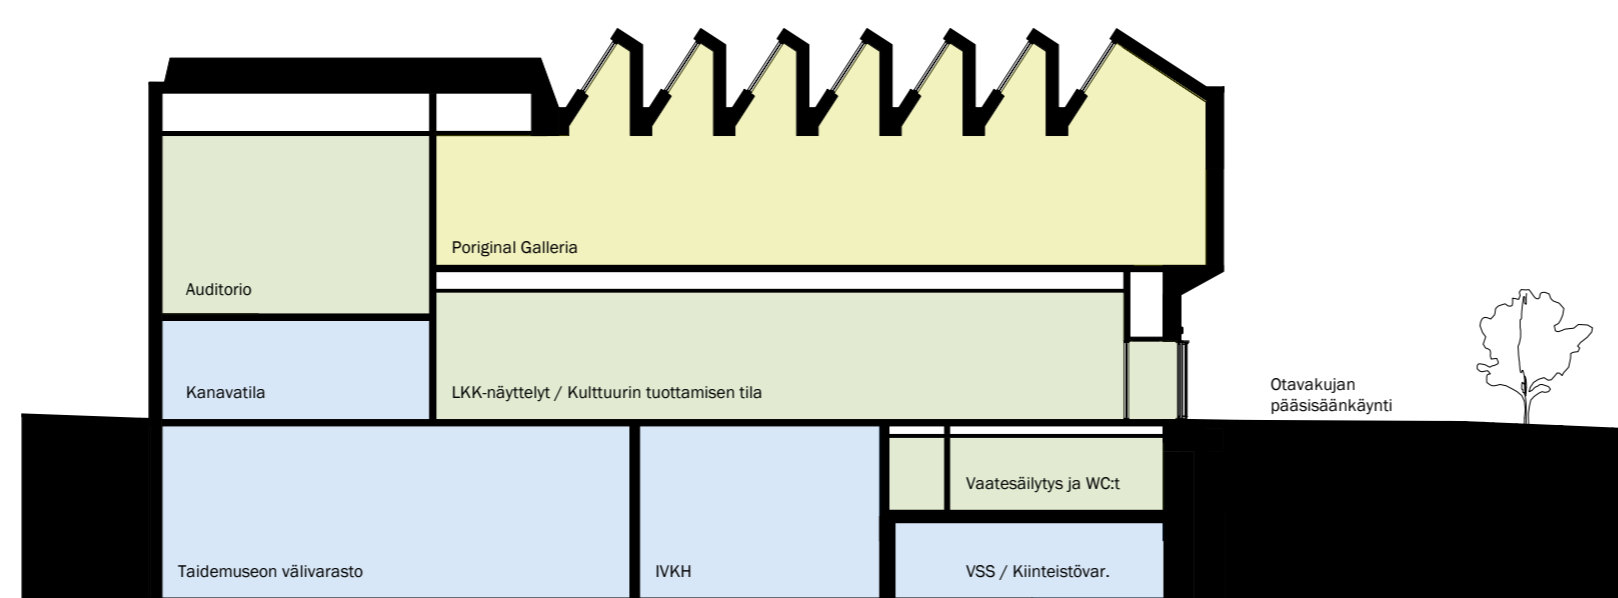 Poriginal Galleria
Auditorio
Kanavatila
LKK-näyttelyt / Kulttuurin tuottamisen tila
Otavakujan
pääsisäänkäynti
Vaatesäilytys ja WC:t
Taidemuseon välivarasto
IVKH
VSS / Kiinteistövar.